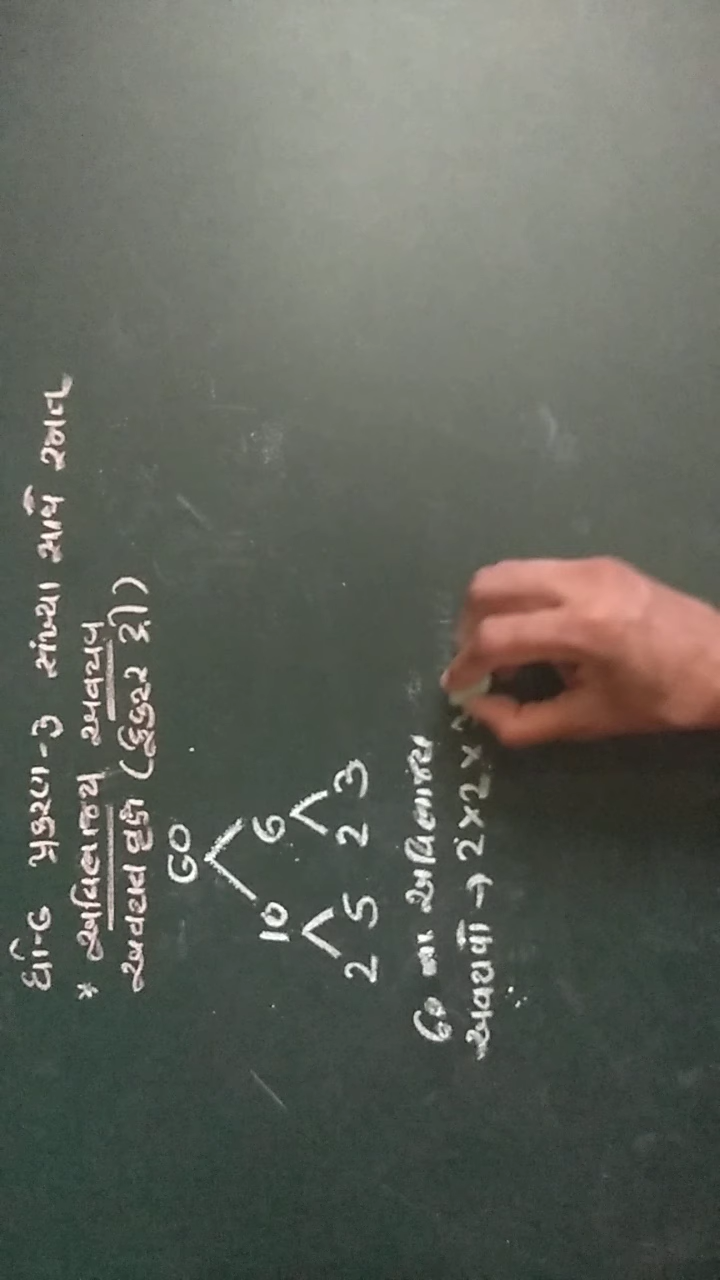 ધો-૬ પ્રકરણ-૩ સંખ્યા સાથે રમત
* અવિભાજ્ય અવયવ
અવયવ વૃક્ષ (ફેક્ટર ટ્રી)
60
10 6
2 5 2 3
60 ના અવિભાજ્ય
અવયવો → 2×2×